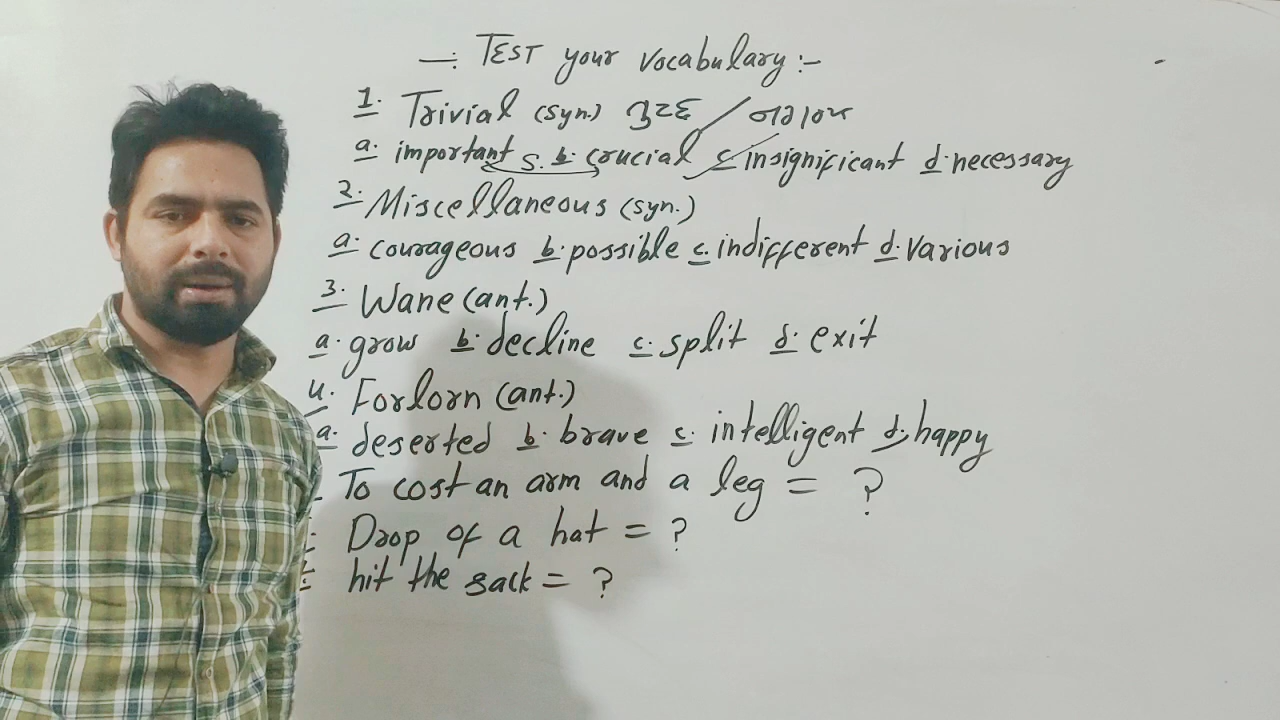 —: TEST your vocabulary :-
1. Trivial (syn.)
a. important s. b. crucial c. insignificant d. necessary
2. Miscellaneous (syn.)
a. courageous b. possible c. indifferent d. various
3. Wane (ant.)
a. grow b. decline c. split d. exit
4. Forlorn (ant.)
a. deserted b. brave c. intelligent d. happy
To cost an arm and a leg = ?
Drop of a hat = ?
hit the sack = ?